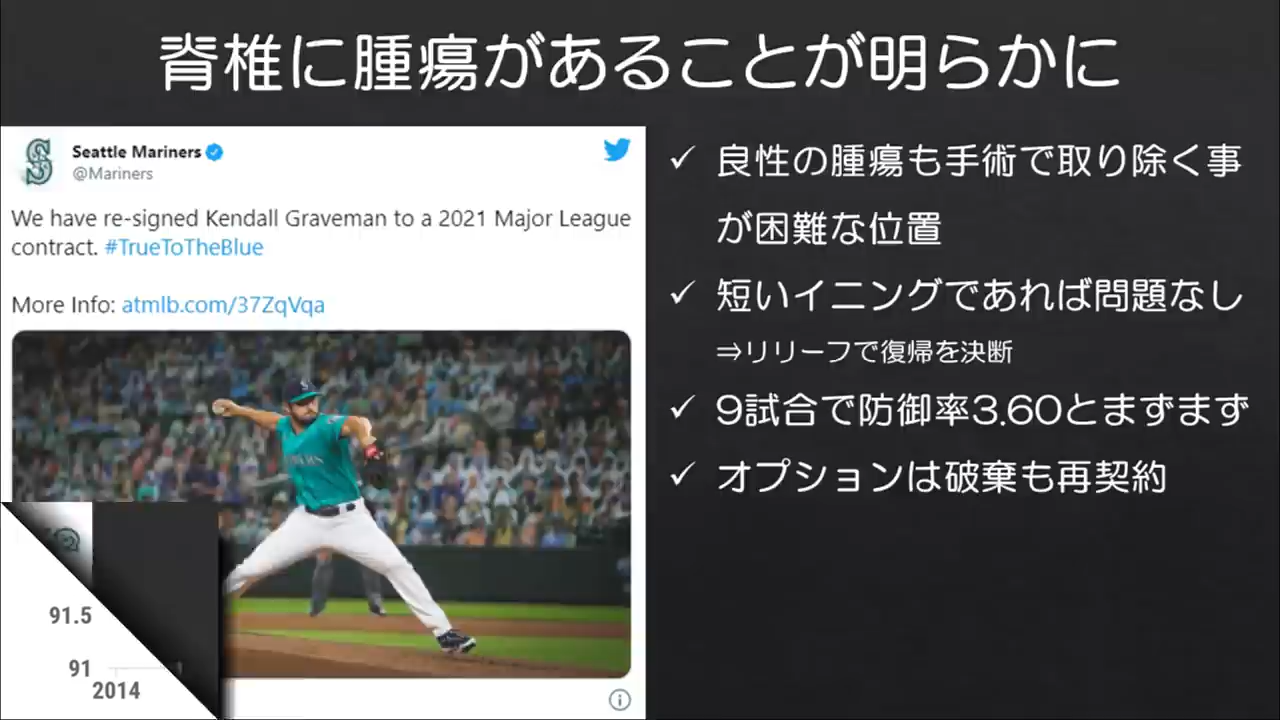 脊椎に腫瘍があることが明らかに
Seattle Mariners
@Mariners
We have re-signed Kendall Graveman to a 2021 Major League
contract. #TrueToTheBlue
More Info: atmlb.com/37ZqVqa
✓ 良性の腫瘍も手術で取り除く事
が困難な位置
✓ 短いイニングであれば問題なし
⇒リリーフで復帰を決断
✓ 9試合で防御率3.60とまずまず
✓ オプションは破棄も再契約
91.5
91
2014